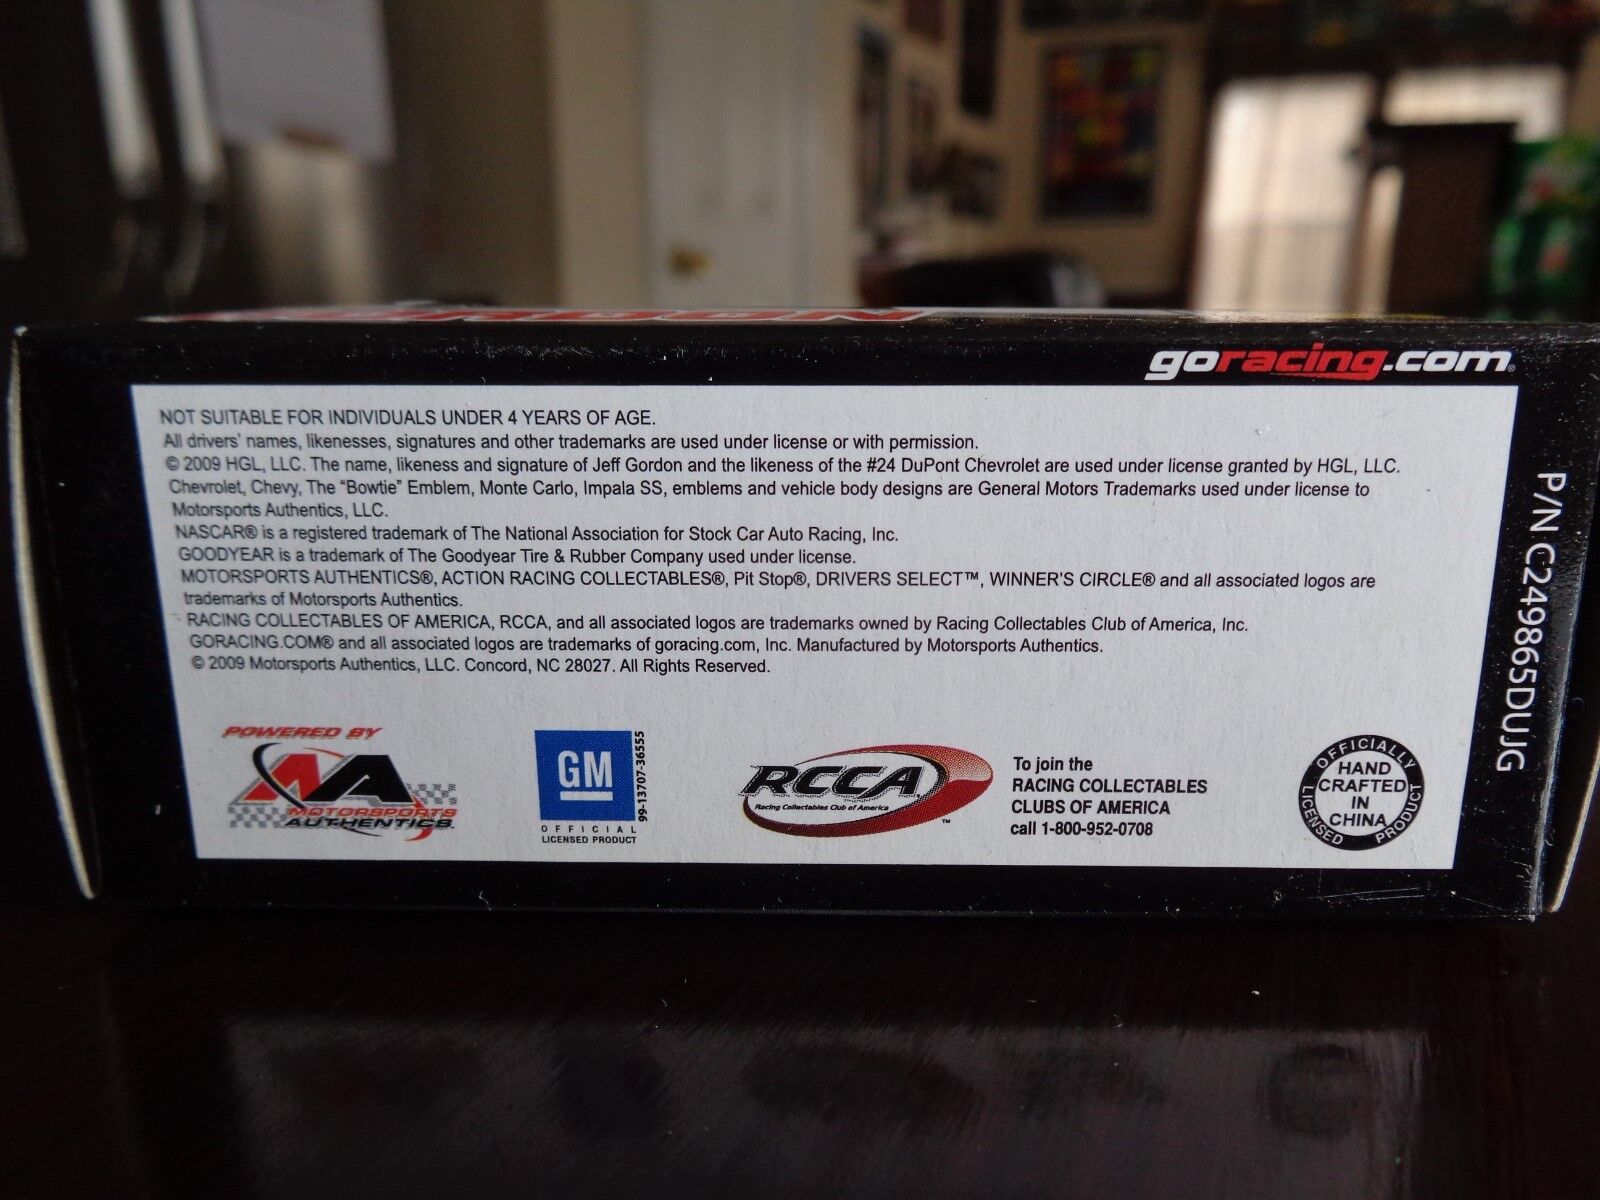 goracing.com
NOT SUITABLE FOR INDIVIDUALS UNDER 4 YEARS OF AGE.
All drivers' names, likenesses, signatures and other trademarks are used under license or with permission.
© 2009 HGL, LLC. The name, likeness and signature of Jeff Gordon and the likeness of the #24 DuPont Chevrolet are used under license granted by HGL, LLC.
Chevrolet, Chevy, The "Bowtie" Emblem, Monte Carlo, Impala SS, emblems and vehicle body designs are General Motors Trademarks used under license to
Motorsports Authentics, LLC.
NASCAR® is a registered trademark of The National Association for Stock Car Auto Racing, Inc.
GOODYEAR is a trademark of The Goodyear Tire & Rubber Company used under license.
MOTORSPORTS AUTHENTICS®, ACTION RACING COLLECTABLES®, Pit Stop®, DRIVERS SELECT™, WINNER'S CIRCLE® and all associated logos are
trademarks of Motorsports Authentics.
RACING COLLECTABLES OF AMERICA, RCCA, and all associated logos are trademarks owned by Racing Collectables Club of America, Inc.
GORACING.COM® and all associated logos are trademarks of goracing.com, Inc. Manufactured by Motorsports Authentics.
© 2009 Motorsports Authentics, LLC. Concord, NC 28027. All Rights Reserved.
POWERED BY
MA
MOTORSPORTS
AUTHENTICS
GM
OFFICIAL
LICENSED PRODUCT
99-13707-36555
RCCA
Racing Collectables Club of America
™
To join the
RACING COLLECTABLES
CLUBS OF AMERICA
call 1-800-952-0708
OFFICIALLY
LICENSED PRODUCT
HAND
CRAFTED
IN
CHINA
P/N C249865DUJG